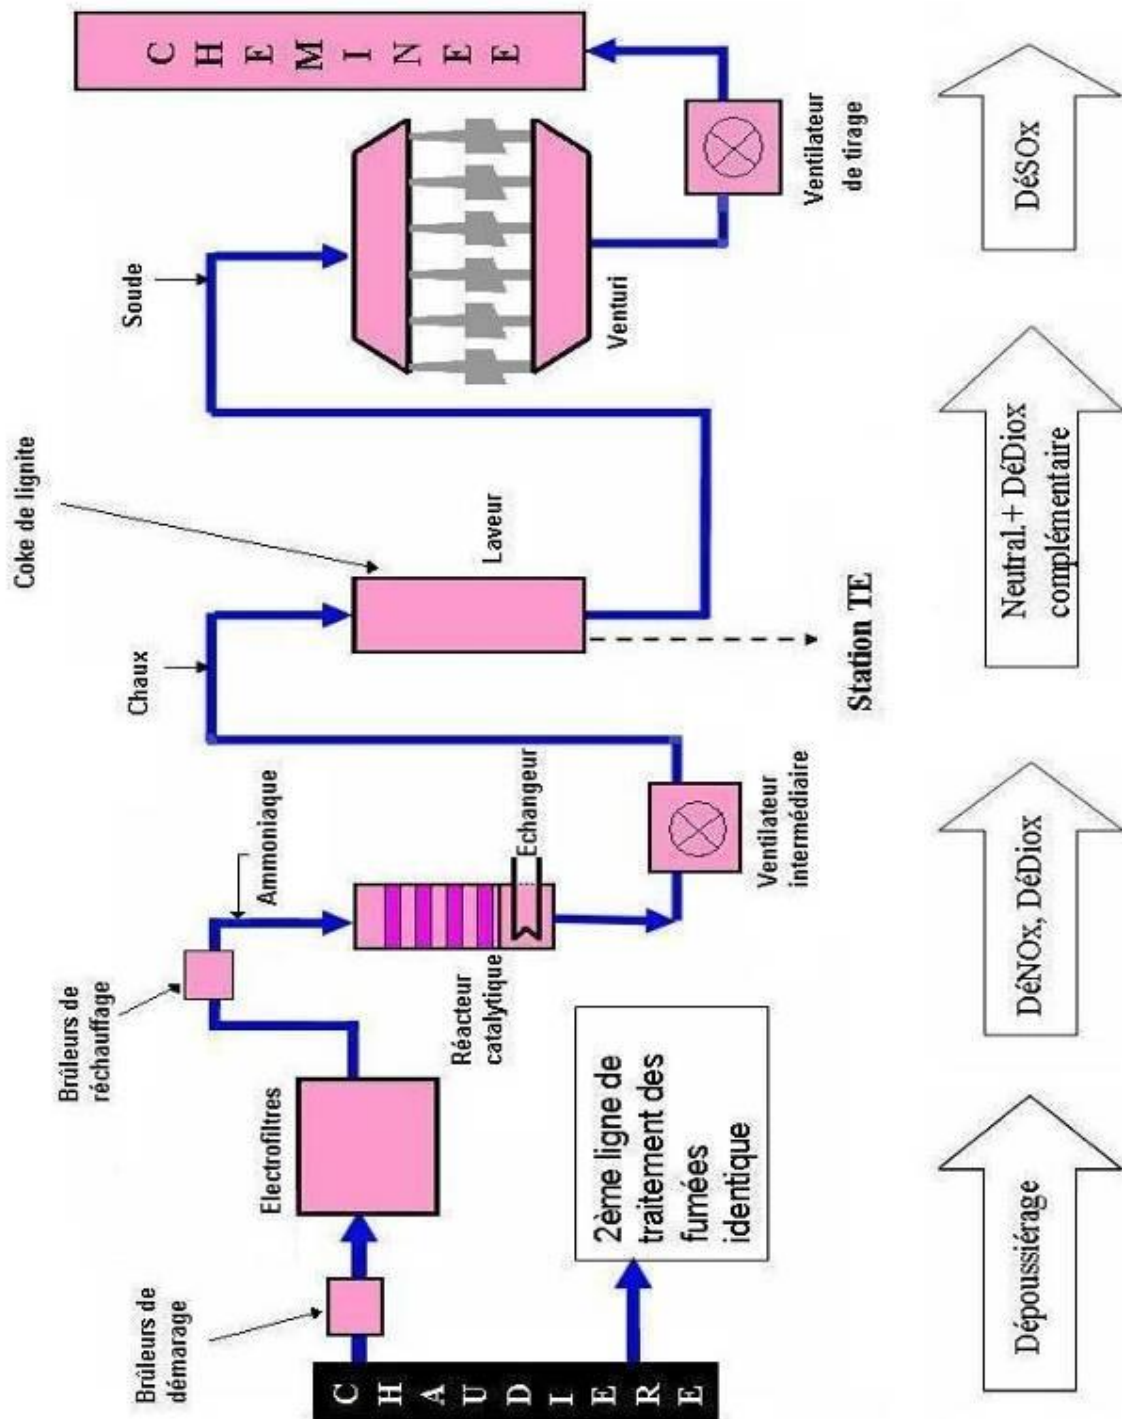 CHAUDIERE
Brûleurs de
démarage
Electrofiltres
Brûleurs de
réchauffage
Ammoniaque
Réacteur
catalytique
Echangeur
Ventilateur
intermédiaire
Chaux
Coke de lignite
Laveur
Station TE
Soude
Venturi
Ventilateur
de tirage
CHEMINEE
2ème ligne de
traitement des
fumées
identique
Dépoussiérage
DéNOx, DéDiox
Neutral.+ DéDiox
complémentaire
DéSOx